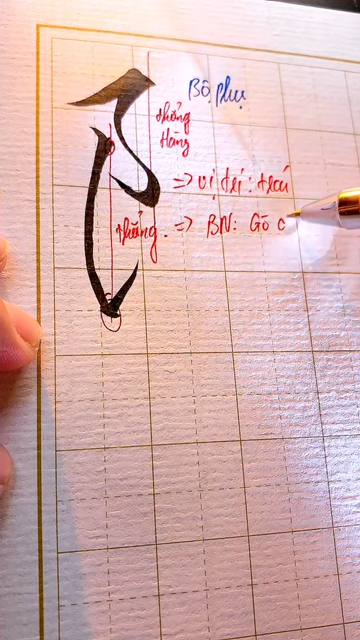 Bộ phụ
thẳng
Hàng
=> vị trí: trái
thẳng. => BN: Gò c